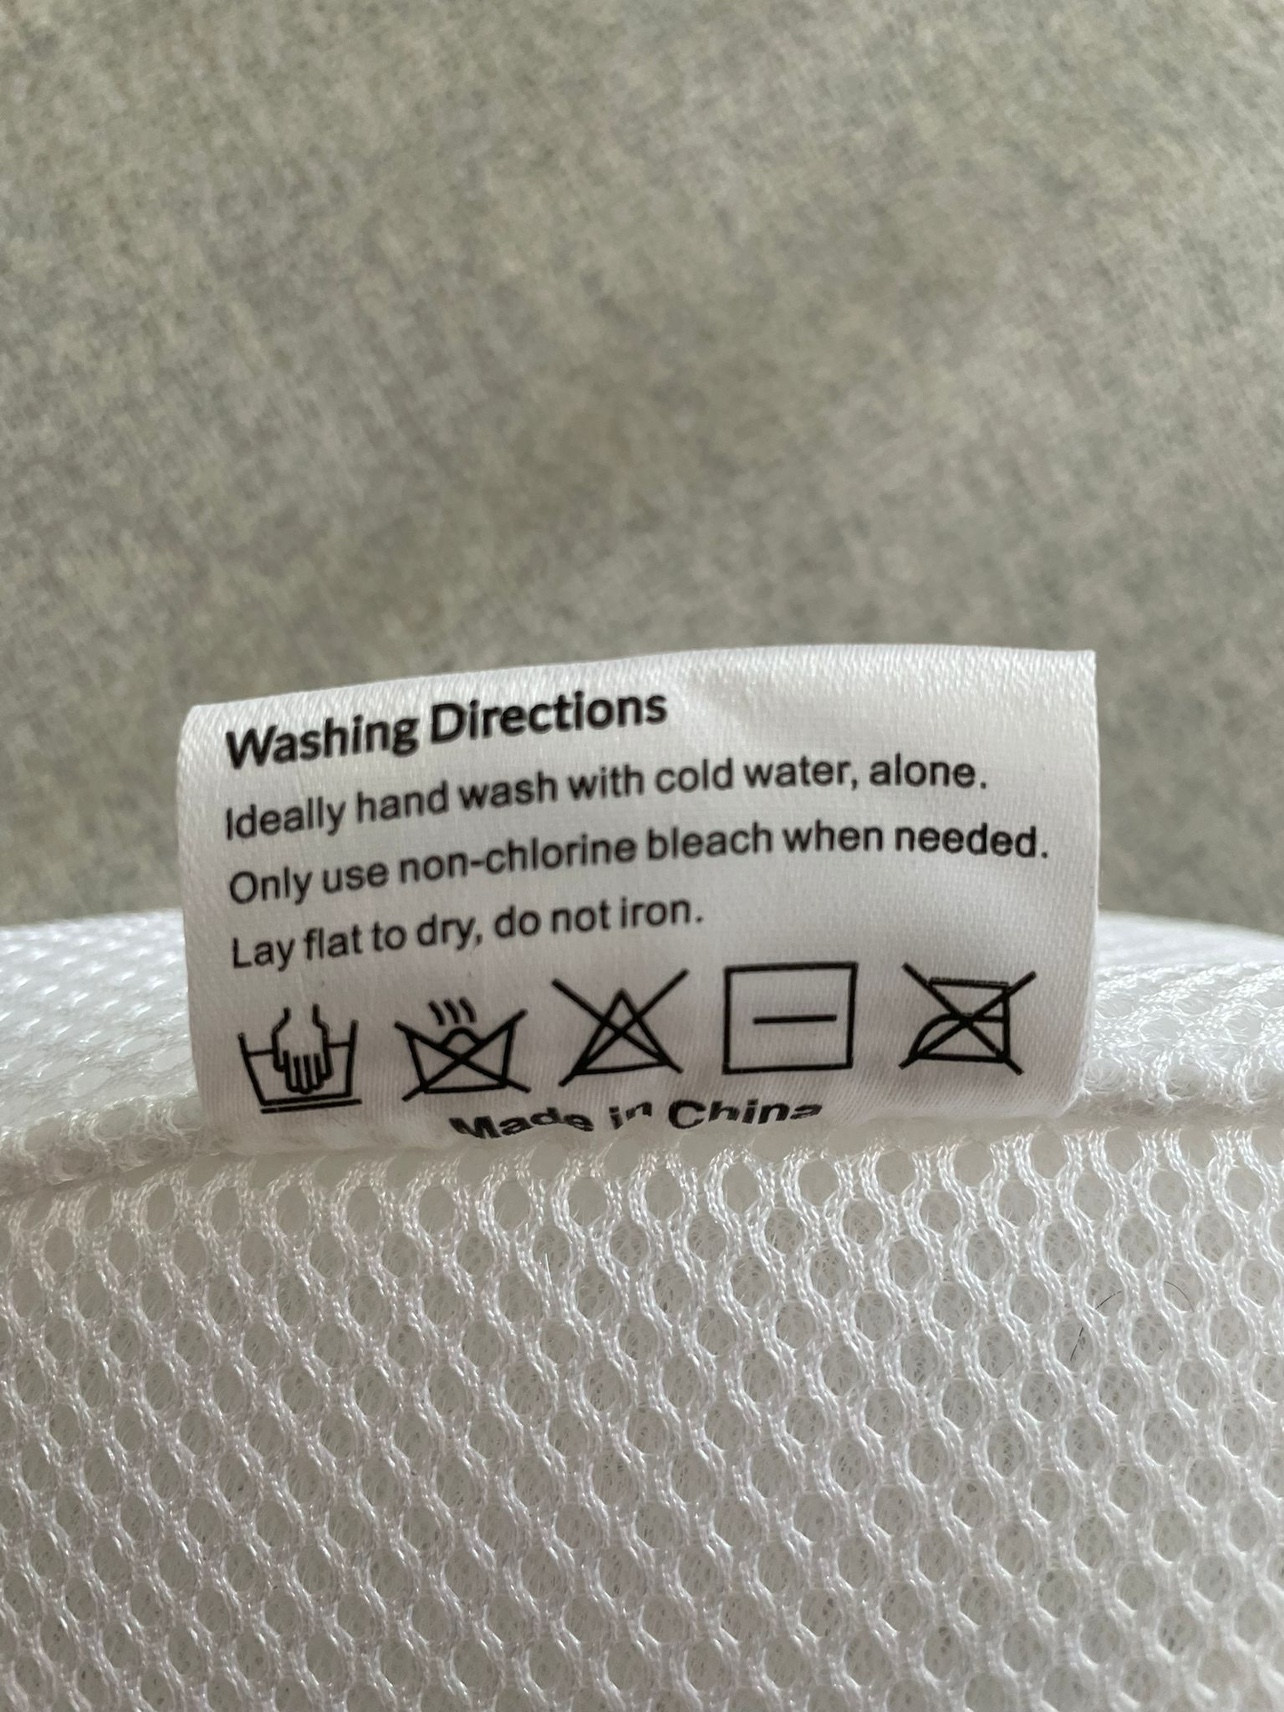 Washing Directions
Ideally hand wash with cold water, alone.
Only use non-chlorine bleach when needed.
Lay flat to dry, do not iron.
Made in China